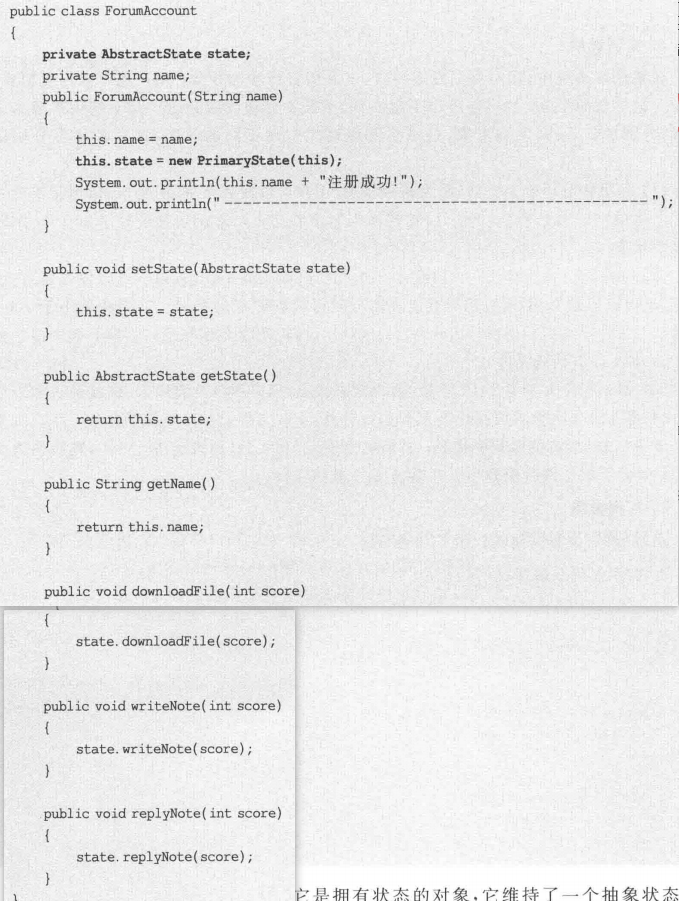 public class ForumAccount
{
private AbstractState state;
private String name;
public ForumAccount(String name)
{
this.name = name;
this.state = new PrimaryState(this);
System.out.println(this.name + "注册成功!");
System.out.println("---------------------------------------------");
}
public void setState(AbstractState state)
{
this.state = state;
}
public AbstractState getState()
{
return this.state;
}
public String getName()
{
return this.name;
}
public void downloadFile(int score)
{
state.downloadFile(score);
}
public void writeNote(int score)
{
state.writeNote(score);
}
public void replyNote(int score)
{
state.replyNote(score);
}
}
它是拥有状态的对象,它维持了一个抽象状态